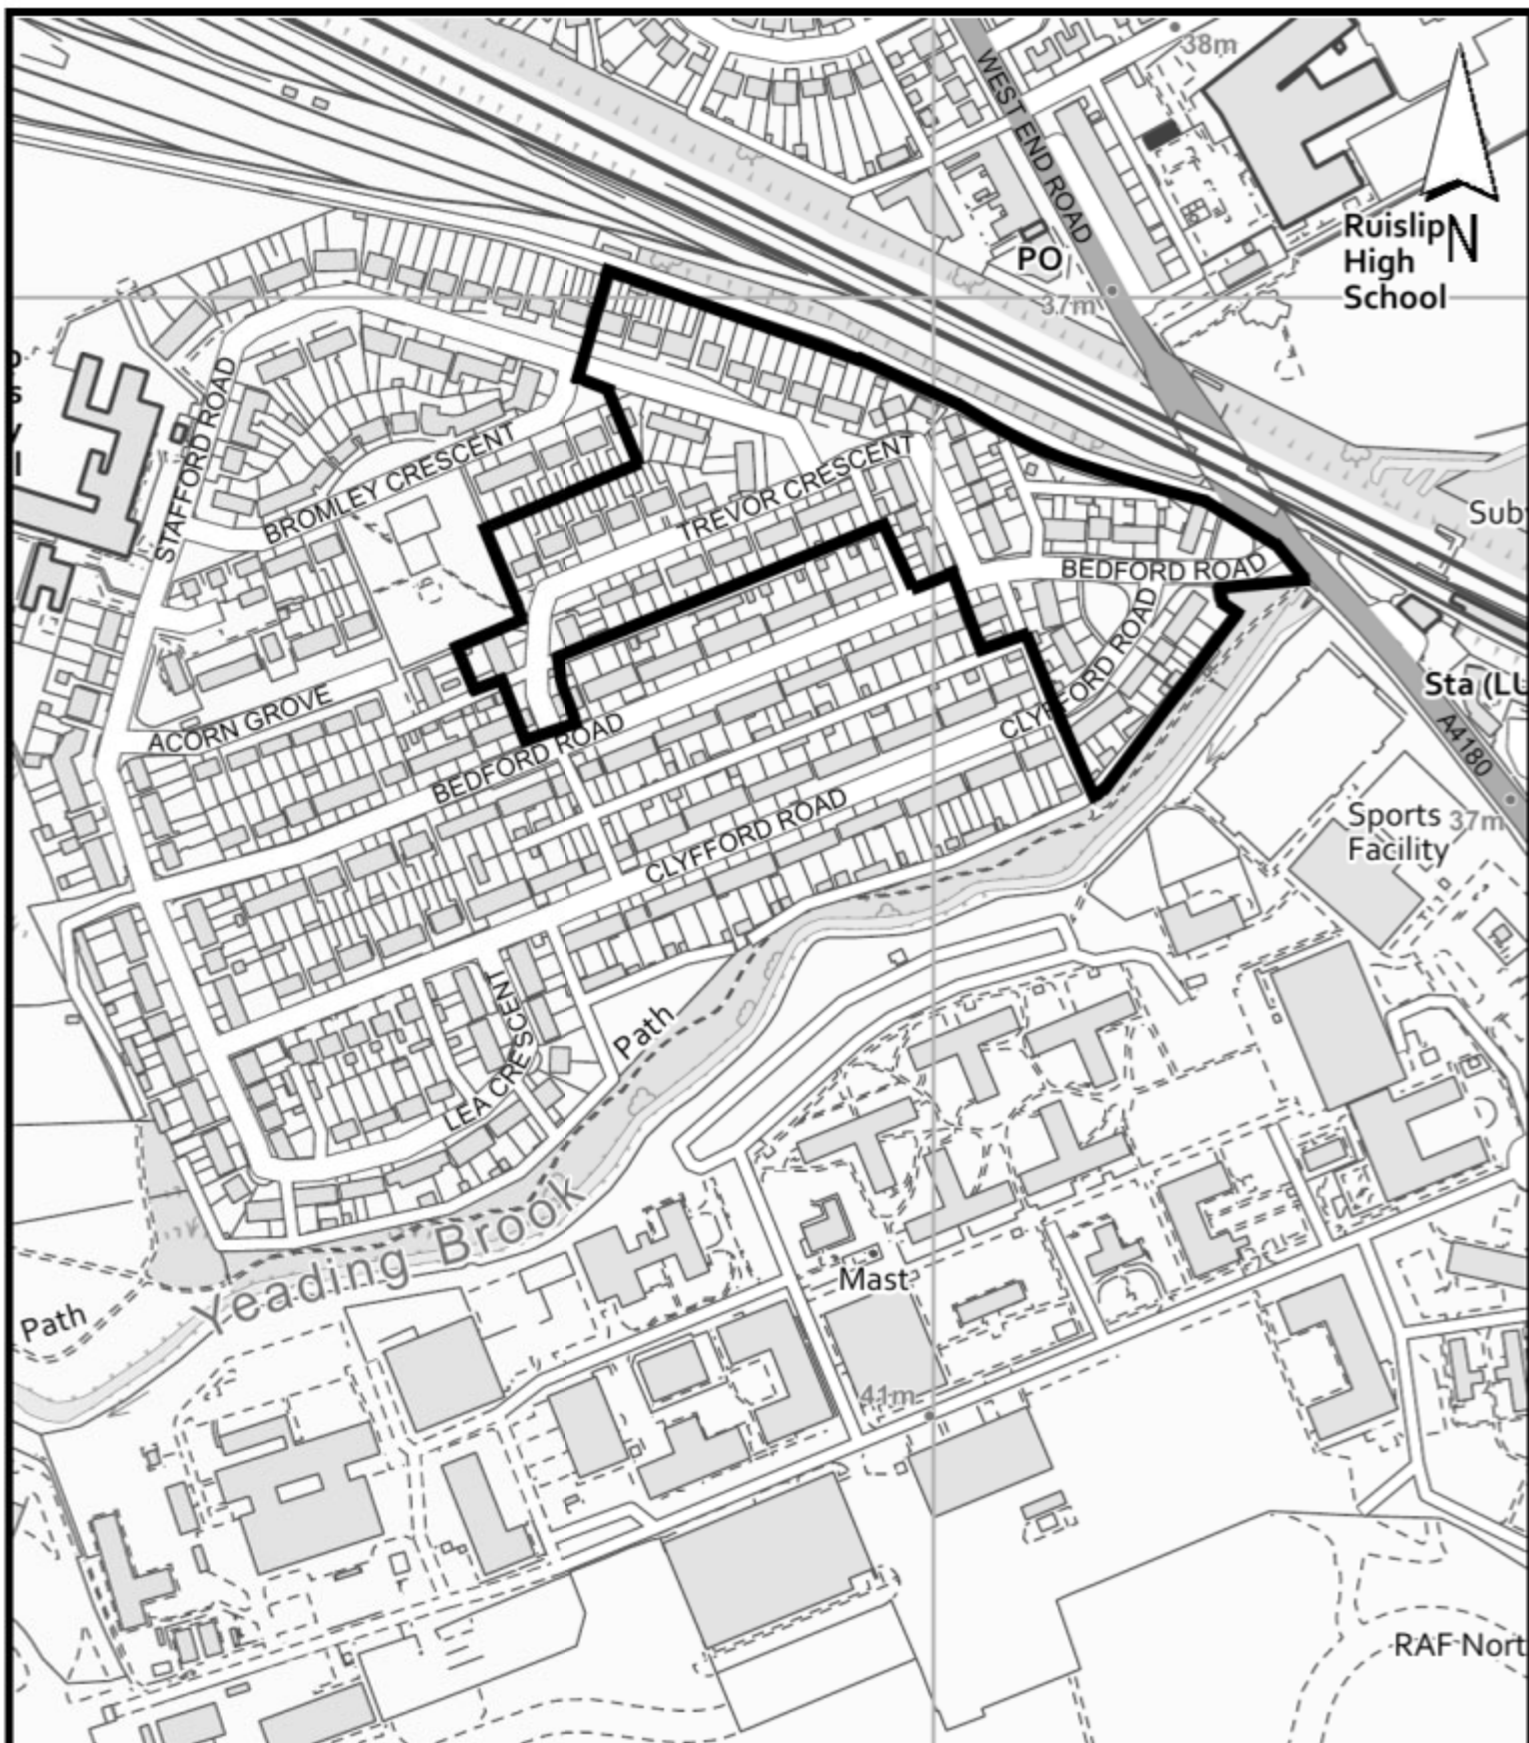 38m
WEST END ROAD
PO
37m
Ruislip
High
School
N
STAFFORD ROAD
BROMLEY CRESCENT
TREVOR CRESCENT
BEDFORD ROAD
CLYFFORD ROAD
Sta (LU
A4180
ACORN GROVE
BEDFORD ROAD
CLYFFORD ROAD
Sports
Facility
37m
LEA CRESCENT
Path
Yeading Brook
Mast
Path
41m
RAF Nort